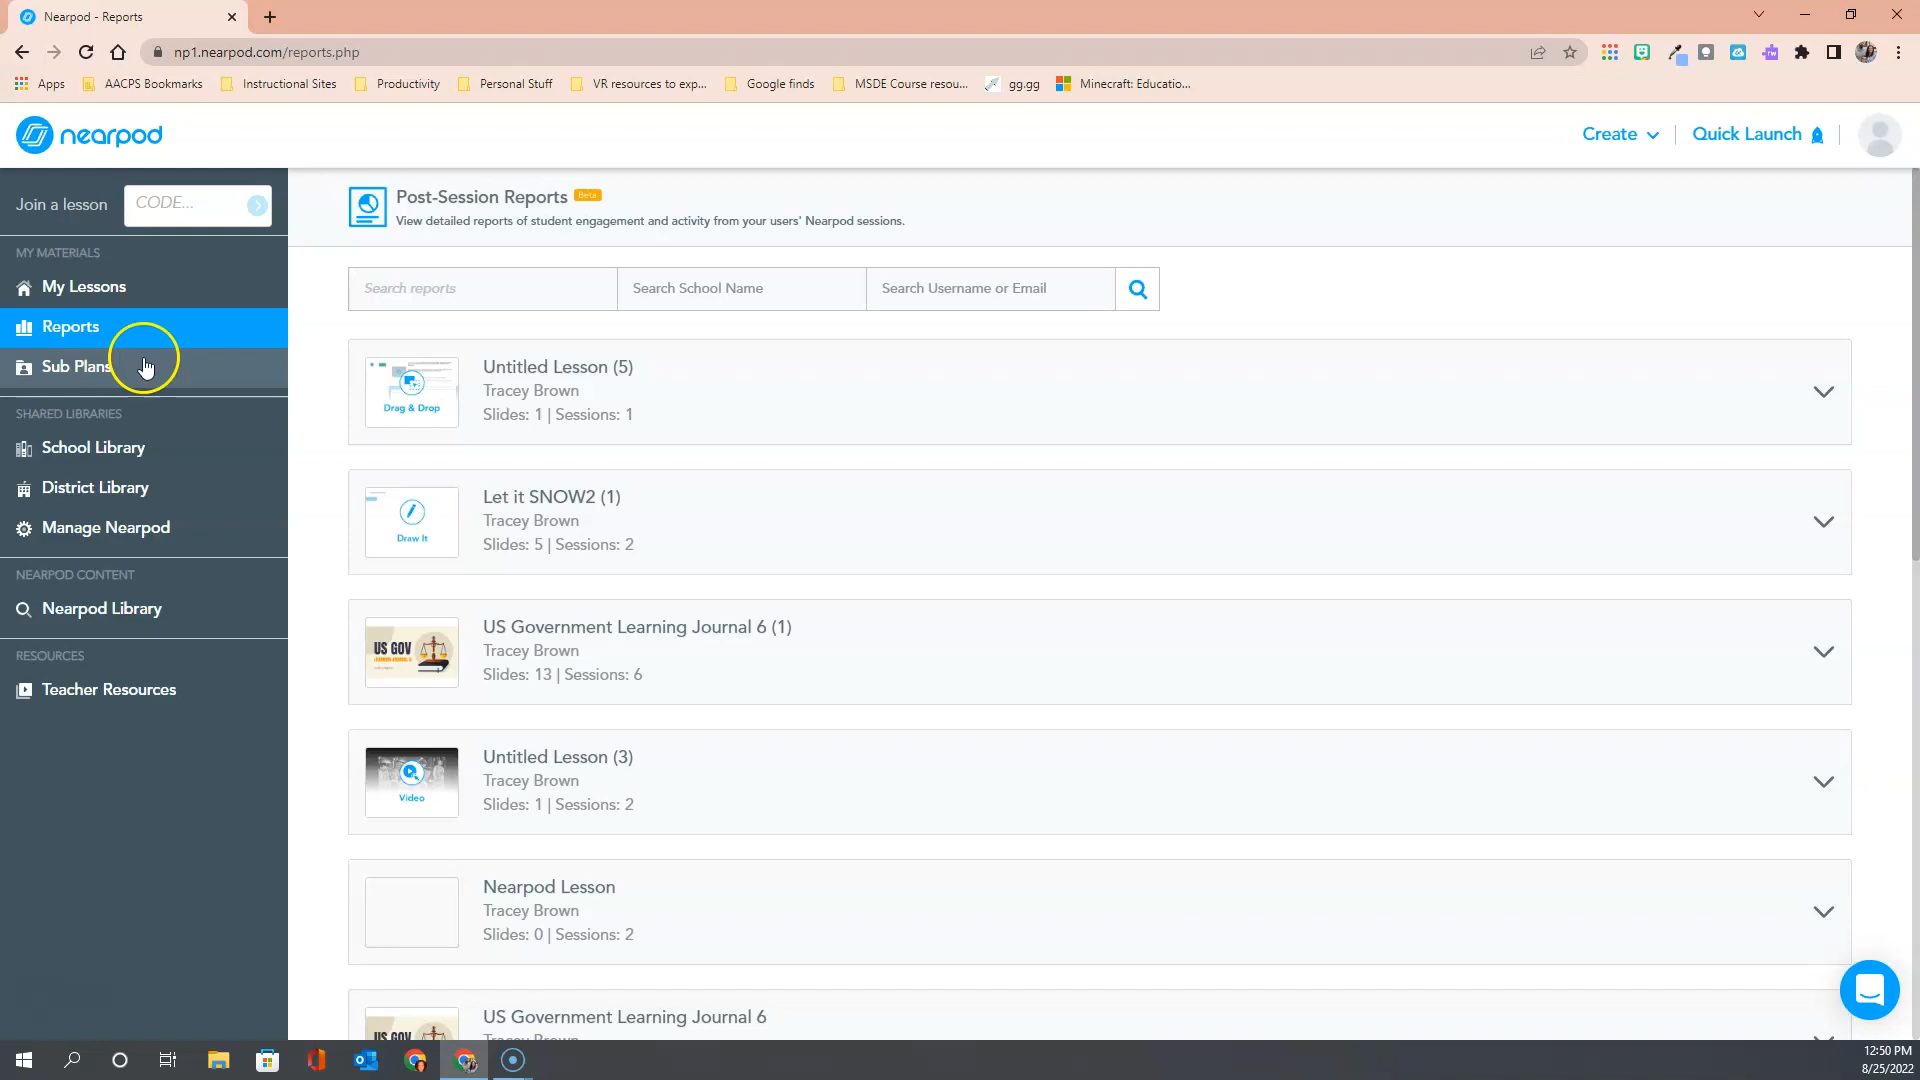 Nearpod - Reports
np1.nearpod.com/reports.php
Apps
AACPS Bookmarks
Instructional Sites
Productivity
Personal Stuff
VR resources to exp...
Google finds
MSDE Course resou...
gg.gg
Minecraft: Educatio...
nearpod
Create
Quick Launch
Join a lesson
CODE...
MY MATERIALS
My Lessons
Reports
Sub Plans
SHARED LIBRARIES
School Library
District Library
Manage Nearpod
NEARPOD CONTENT
Nearpod Library
RESOURCES
Teacher Resources
Post-Session Reports Beta
View detailed reports of student engagement and activity from your users' Nearpod sessions.
Search reports
Search School Name
Search Username or Email
Drag & Drop
Untitled Lesson (5)
Tracey Brown
Slides: 1 | Sessions: 1
Draw It
Let it SNOW2 (1)
Tracey Brown
Slides: 5 | Sessions: 2
US GOV
US Government Learning Journal 6 (1)
Tracey Brown
Slides: 13 | Sessions: 6
Video
Untitled Lesson (3)
Tracey Brown
Slides: 1 | Sessions: 2
Nearpod Lesson
Tracey Brown
Slides: 0 | Sessions: 2
US GOV
US Government Learning Journal 6
Tracey Brown
12:50 PM
8/25/2022